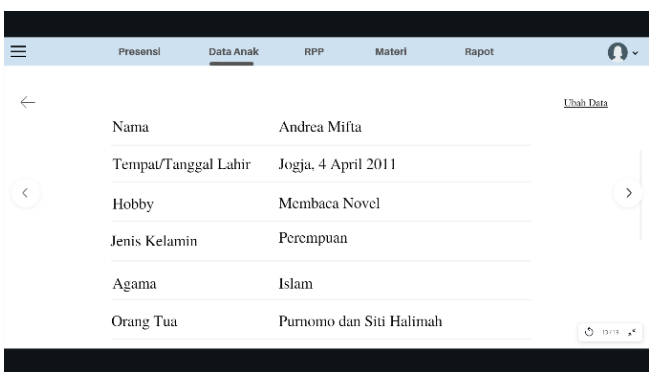 Presensi Data Anak RPP Materi Rapot
Ubah Data
Nama Andrea Mifta
Tempat/Tanggal Lahir Jogja, 4 April 2011
Hobby Membaca Novel
Jenis Kelamin Perempuan
Agama Islam
Orang Tua Purnomo dan Siti Halimah